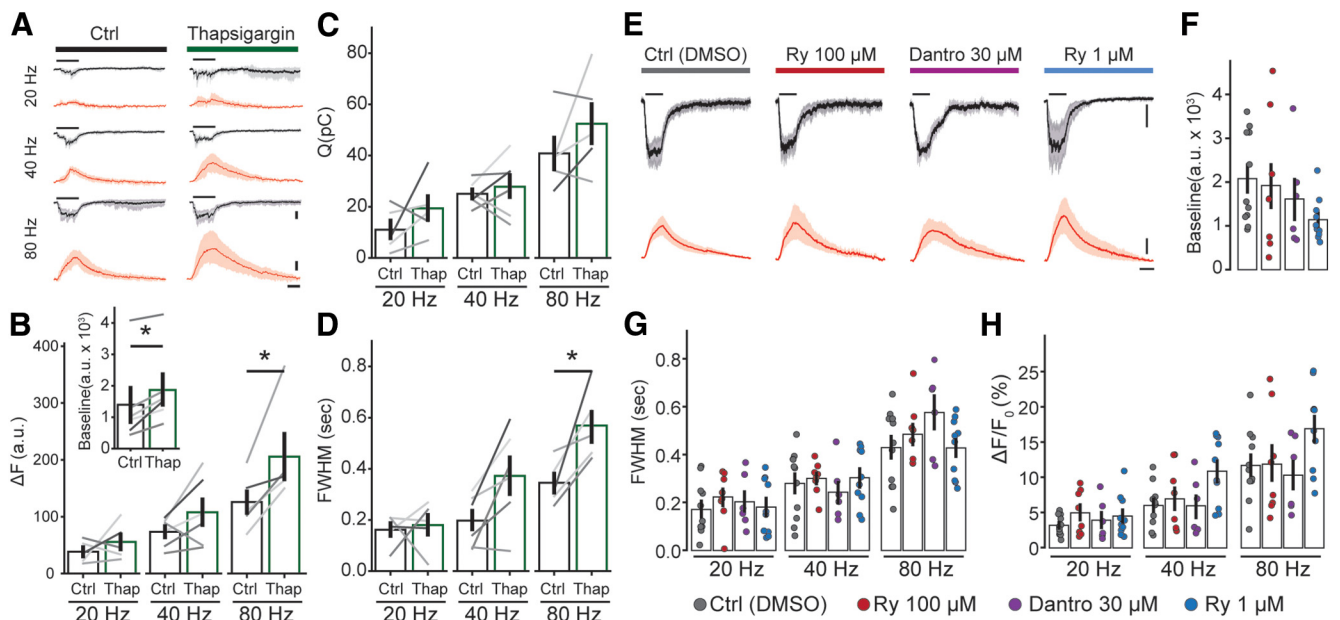 A
Ctrl
Thapsigargin
20 Hz
40 Hz
80 Hz
B
ΔF (a.u.)
400
300
200
100
0
Baseline(a.u. x 10³)
4
3
2
1
0
*
Ctrl Thap
*
Ctrl Thap
Ctrl Thap
Ctrl Thap
20 Hz
40 Hz
80 Hz
C
Q(pC)
80
60
40
20
0
Ctrl Thap
Ctrl Thap
Ctrl Thap
20 Hz
40 Hz
80 Hz
D
FWHM (sec)
0.8
0.6
0.4
0.2
0.0
*
Ctrl Thap
Ctrl Thap
Ctrl Thap
20 Hz
40 Hz
80 Hz
E
Ctrl (DMSO)
Ry 100 µM
Dantro 30 µM
Ry 1 µM
F
Baseline(a.u. x 10³)
4
3
2
1
0
G
FWHM (sec)
0.8
0.6
0.4
0.2
0.0
20 Hz
40 Hz
80 Hz
H
ΔF/F₀ (%)
25
20
15
10
5
0
20 Hz
40 Hz
80 Hz
Ctrl (DMSO)
Ry 100 µM
Dantro 30 µM
Ry 1 µM